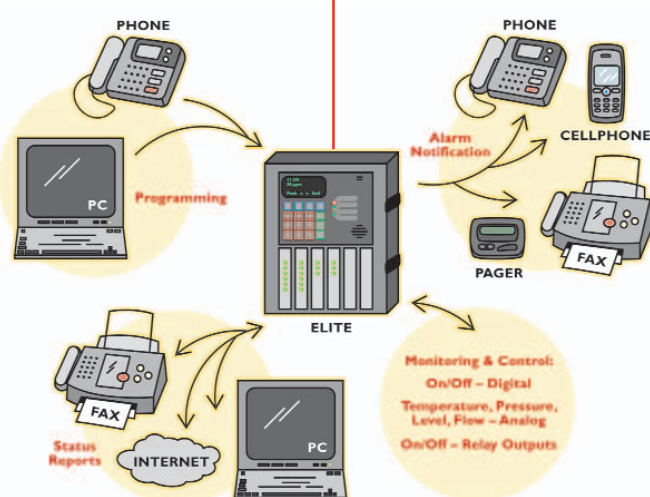 PHONE
PC
Programming
PHONE
CELLPHONE
Alarm
Notification
PAGER
FAX
ELITE
FAX
Status
Reports
INTERNET
PC
Monitoring & Control:
On/Off – Digital
Temperature, Pressure,
Level, Flow – Analog
On/Off – Relay Outputs